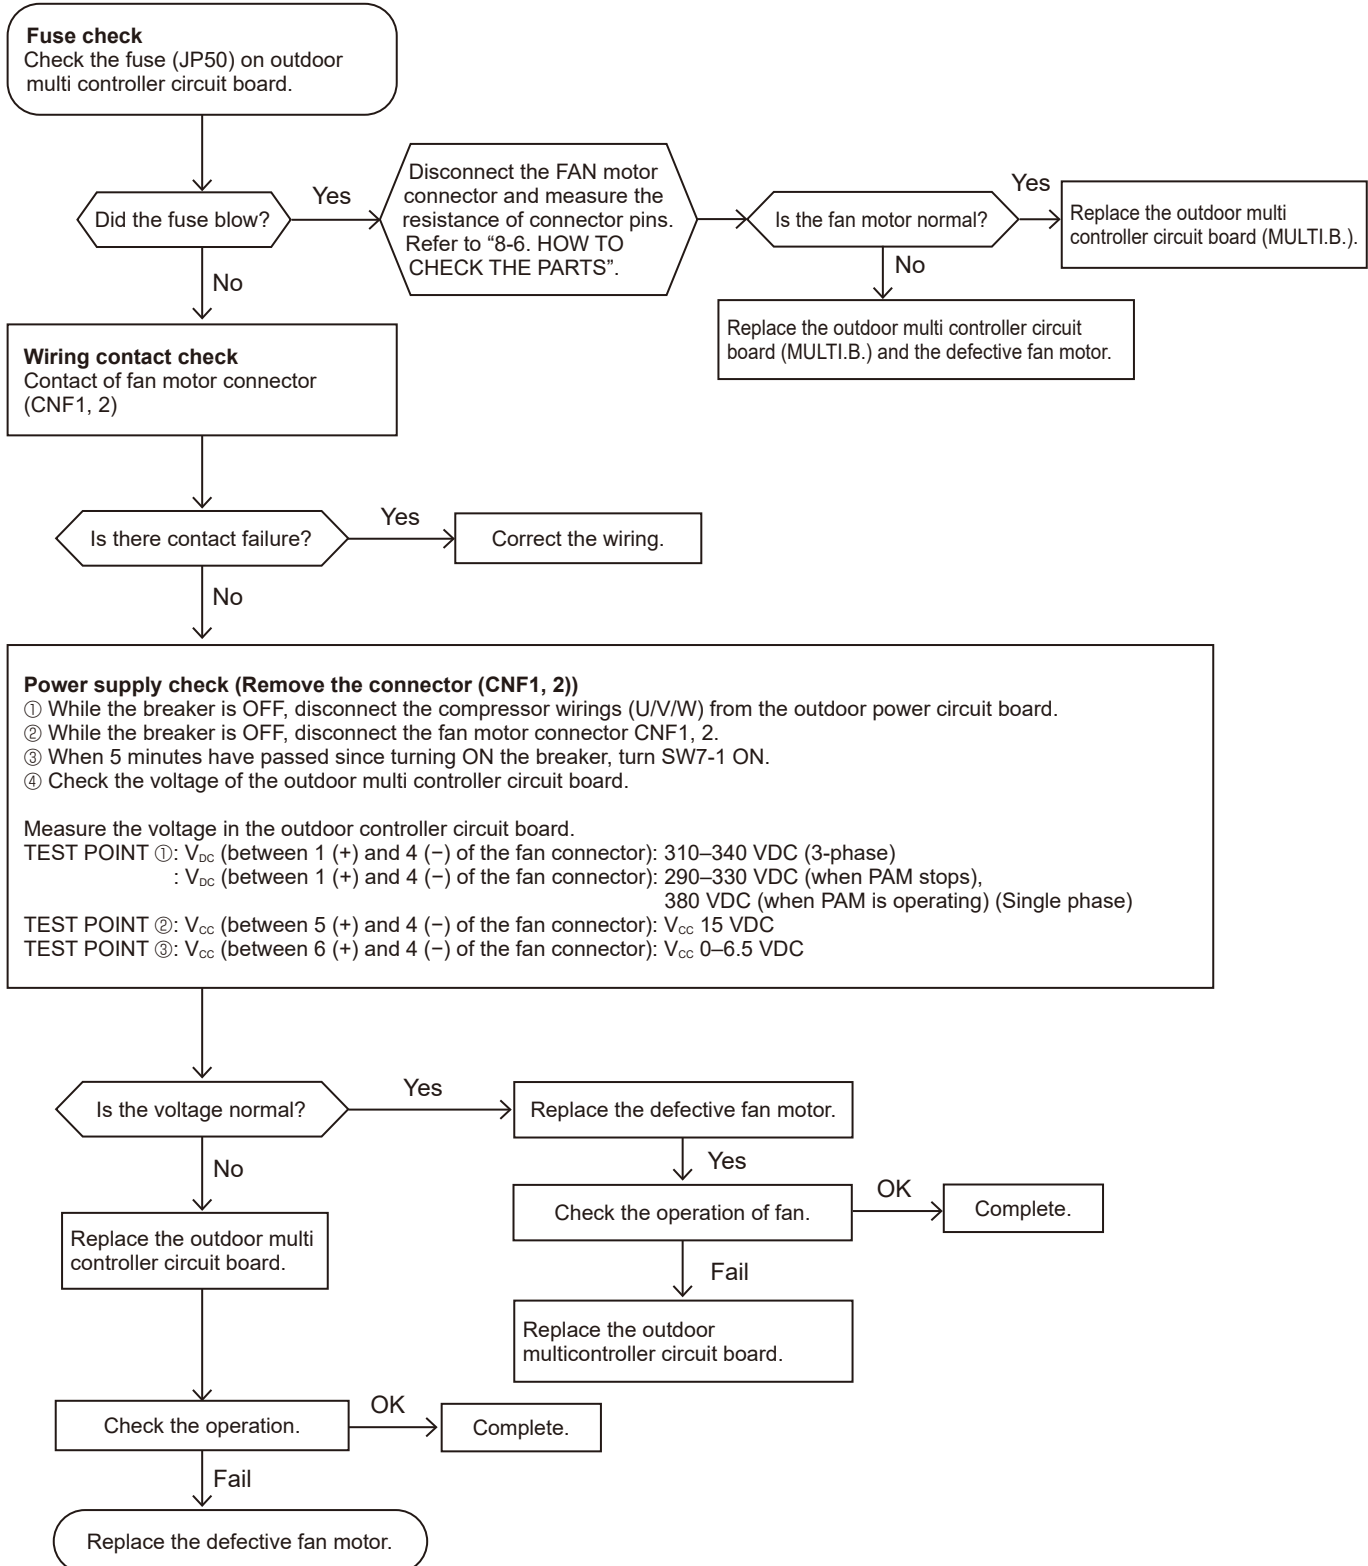 Fuse check
Check the fuse (JP50) on outdoor
multi controller circuit board.
Did the fuse blow?
Yes
Disconnect the FAN motor
connector and measure the
resistance of connector pins.
Refer to “8-6. HOW TO
CHECK THE PARTS”.
Is the fan motor normal?
Yes
Replace the outdoor multi
controller circuit board (MULTI.B.).
No
Replace the outdoor multi controller circuit
board (MULTI.B.) and the defective fan motor.
No
Wiring contact check
Contact of fan motor connector
(CNF1, 2)
Is there contact failure?
Yes
Correct the wiring.
No
Power supply check (Remove the connector (CNF1, 2))
① While the breaker is OFF, disconnect the compressor wirings (U/V/W) from the outdoor power circuit board.
② While the breaker is OFF, disconnect the fan motor connector CNF1, 2.
③ When 5 minutes have passed since turning ON the breaker, turn SW7-1 ON.
④ Check the voltage of the outdoor multi controller circuit board.
Measure the voltage in the outdoor controller circuit board.
TEST POINT ①: VDC (between 1 (+) and 4 (−) of the fan connector): 310–340 VDC (3-phase)
: VDC (between 1 (+) and 4 (−) of the fan connector): 290–330 VDC (when PAM stops),
380 VDC (when PAM is operating) (Single phase)
TEST POINT ②: VCC (between 5 (+) and 4 (−) of the fan connector): VCC 15 VDC
TEST POINT ③: VCC (between 6 (+) and 4 (−) of the fan connector): VCC 0–6.5 VDC
Is the voltage normal?
Yes
Replace the defective fan motor.
Yes
Check the operation of fan.
OK
Complete.
Fail
Replace the outdoor
multicontroller circuit board.
No
Replace the outdoor multi
controller circuit board.
Check the operation.
OK
Complete.
Fail
Replace the defective fan motor.